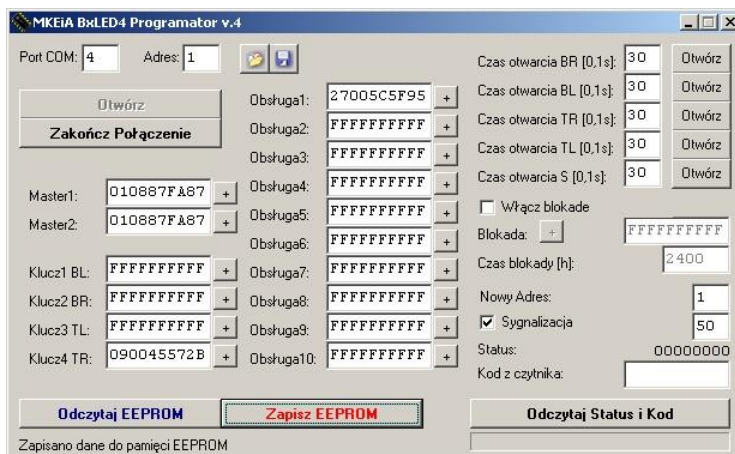 MKEiA BxLED4 Programator v.4
Port COM: 4 Adres: 1
Otwórz
Zakończ Połączenie
Master1: 010887FA87 +
Master2: 010887FA87 +
Klucz1 BL: FFFFFFFFFF +
Klucz2 BR: FFFFFFFFFF +
Klucz3 TL: FFFFFFFFFF +
Klucz4 TR: 090045572B +
Obsługa1: 27005C5F95 +
Obsługa2: FFFFFFFFFF +
Obsługa3: FFFFFFFFFF +
Obsługa4: FFFFFFFFFF +
Obsługa5: FFFFFFFFFF +
Obsługa6: FFFFFFFFFF +
Obsługa7: FFFFFFFFFF +
Obsługa8: FFFFFFFFFF +
Obsługa9: FFFFFFFFFF +
Obsługa10: FFFFFFFFFF +
Czas otwarcia BR [0,1s]: 30 Otwórz
Czas otwarcia BL [0,1s]: 30 Otwórz
Czas otwarcia TR [0,1s]: 30 Otwórz
Czas otwarcia TL [0,1s]: 30 Otwórz
Czas otwarcia S [0,1s]: 30 Otwórz
Włącz blokade
Blokada: + FFFFFFFFFF
Czas blokady [h]: 2400
Nowy Adres: 1
Sygnalizacja 50
Status: 00000000
Kod z czytnika:
Odczytaj EEPROM Zapisz EEPROM Odczytaj Status i Kod
Zapisano dane do pamięci EEPROM